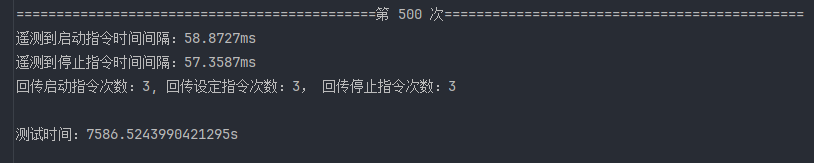 =============================================第 500 次=============================================
遥测到启动指令时间间隔：58.8727ms
遥测到停止指令时间间隔：57.3587ms
回传启动指令次数：3, 回传设定指令次数：3， 回传停止指令次数：3
测试时间：7586.5243990421295s